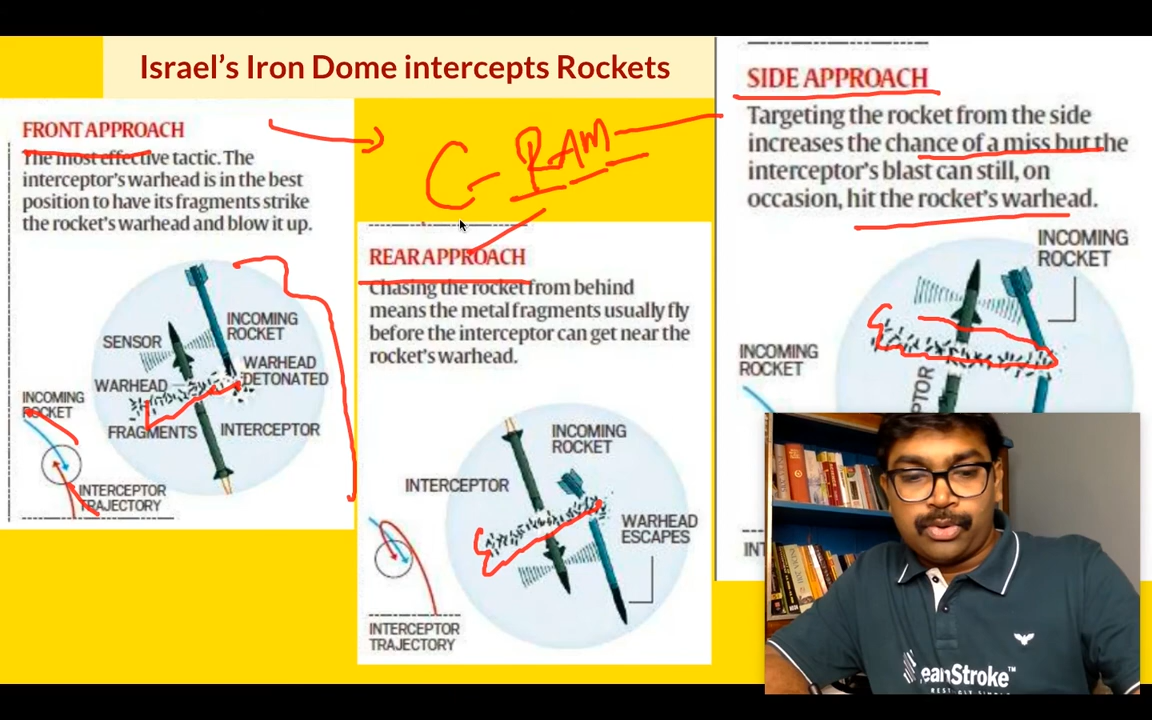 Israel's Iron Dome intercepts Rockets
FRONT APPROACH
The most effective tactic. The
interceptor's warhead is in the best
position to have its fragments strike
the rocket's warhead and blow it up.
SENSOR
INCOMING
ROCKET
WARHEAD
DETONATED
WARHEAD
FRAGMENTS
INTERCEPTOR
INCOMING
ROCKET
INTERCEPTOR
TRAJECTORY
C-RAM
REAR APPROACH
Chasing the rocket from behind
means the metal fragments usually fly
before the interceptor can get near the
rocket's warhead.
INCOMING
ROCKET
INTERCEPTOR
WARHEAD
ESCAPES
INTERCEPTOR
TRAJECTORY
SIDE APPROACH
Targeting the rocket from the side
increases the chance of a miss but the
interceptor's blast can still, on
occasion, hit the rocket's warhead.
INCOMING
ROCKET
INCOMING
ROCKET